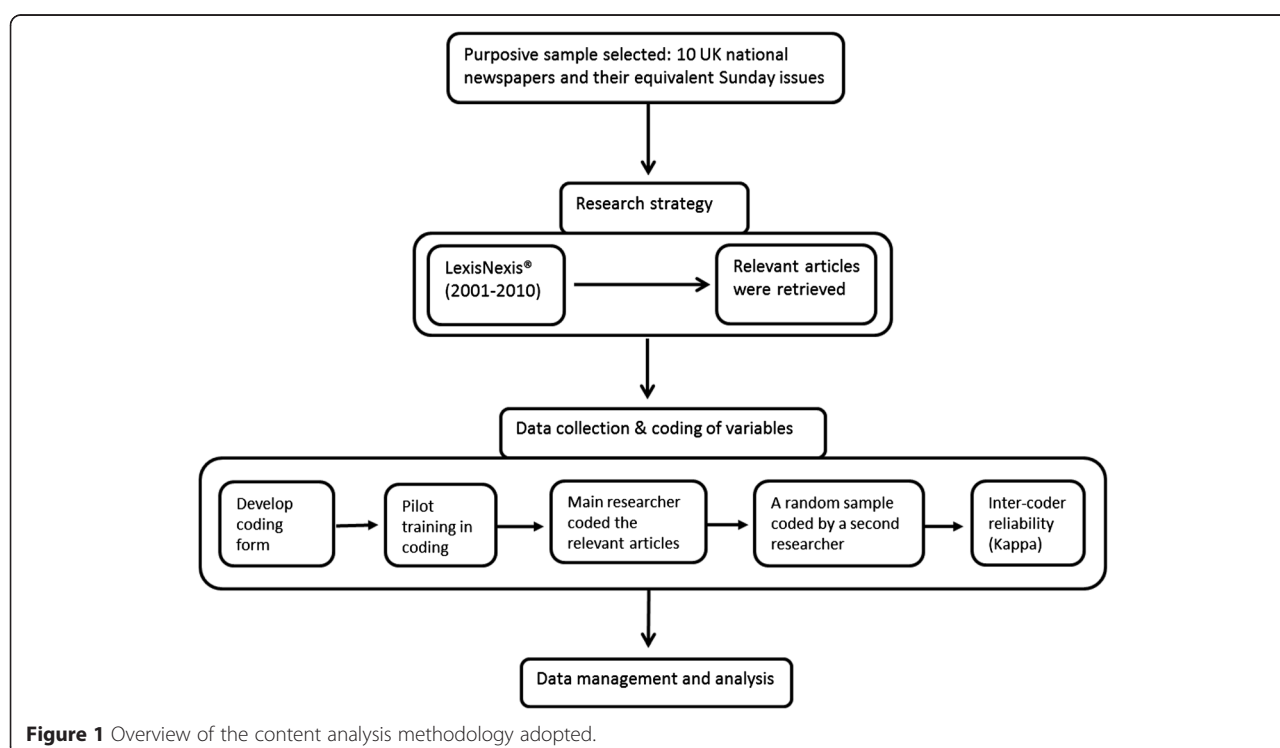 Purposive sample selected: 10 UK national
newspapers and their equivalent Sunday issues
Research strategy
LexisNexis®
(2001-2010)
Relevant articles
were retrieved
Data collection & coding of variables
Develop
coding
form
Pilot
training in
coding
Main researcher
coded the
relevant articles
A random sample
coded by a second
researcher
Inter-coder
reliability
(Kappa)
Data management and analysis
Figure 1 Overview of the content analysis methodology adopted.